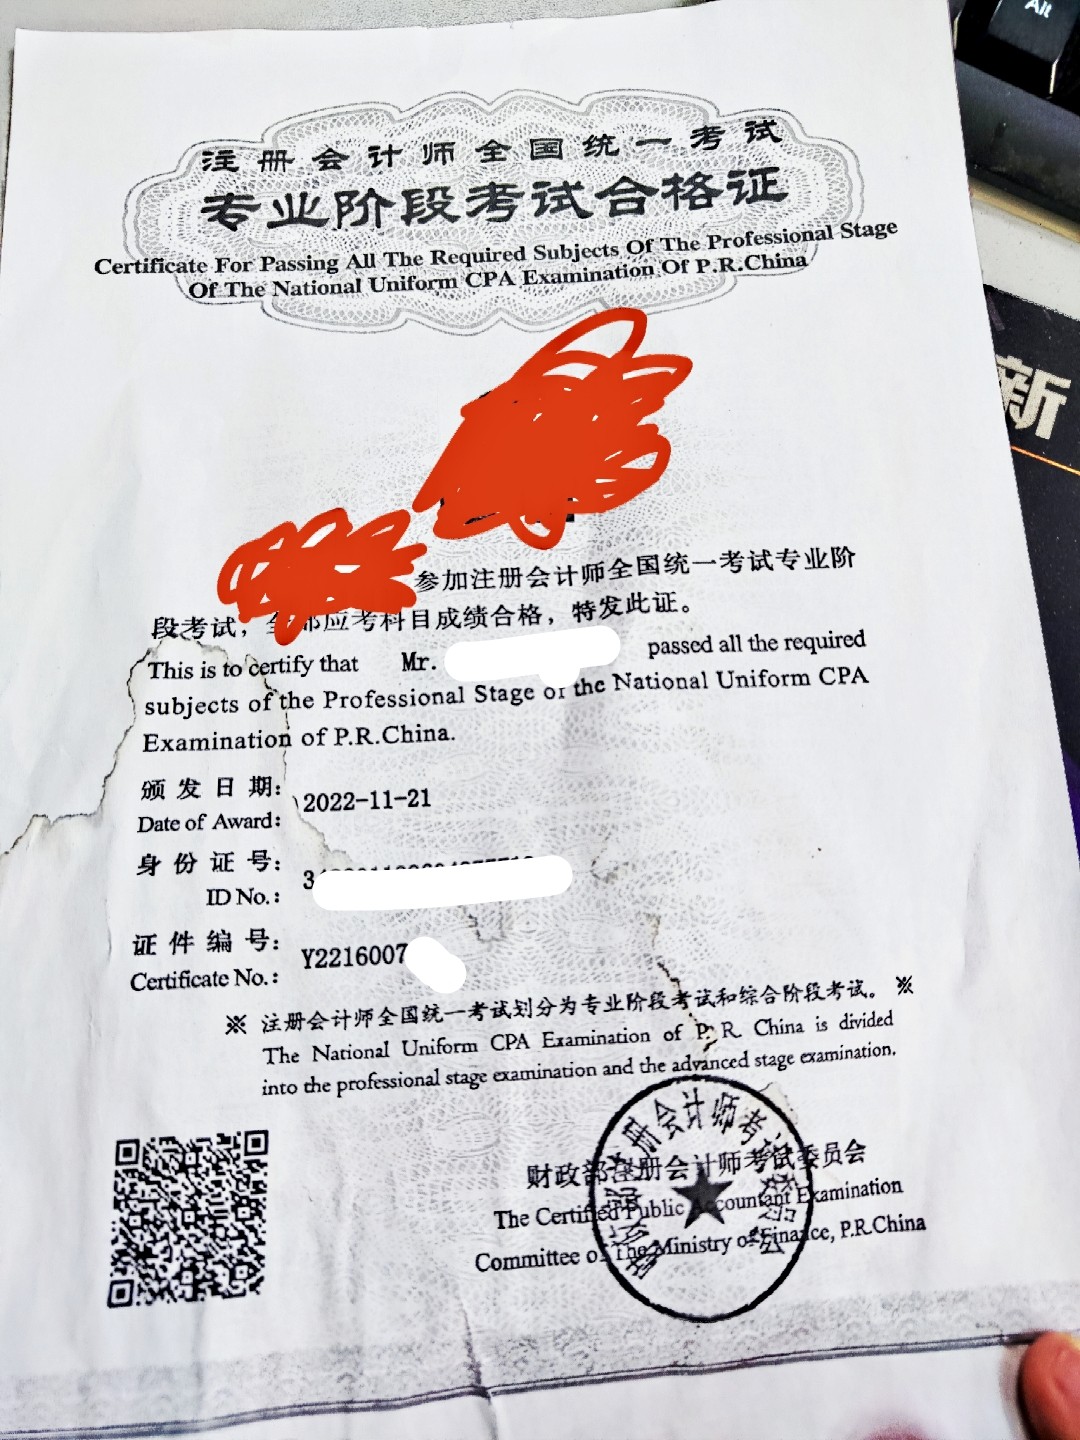 Alt
新
注册会计师全国统一考试
专业阶段考试合格证
Certificate For Passing All The Required Subjects Of The Professional Stage
Of The National Uniform CPA Examination Of P.R.China
参加注册会计师全国统一考试专业阶
段考试，全部应考科目成绩合格，特发此证。
This is to certify that Mr. passed all the required
subjects of the Professional Stage of the National Uniform CPA
Examination of P.R.China.
颁发日期：
2022-11-21
Date of Award:
身份证号：
3
ID No.:
证件编号：
Y2216007
Certificate No.:
※ 注册会计师全国统一考试划分为专业阶段考试和综合阶段考试。 ※
The National Uniform CPA Examination of P. R. China is divided
into the professional stage examination and the advanced stage examination.
财政部注册会计师考试委员会
The Certified Public Accountant Examination
Committee of The Ministry of Finance, P.R.China
册会计师考